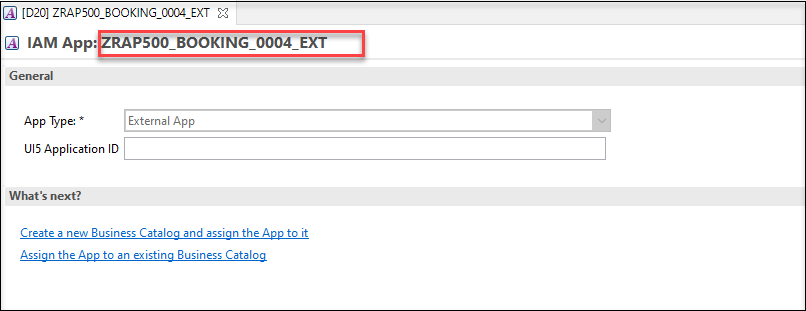 [D20] ZRAP500_BOOKING_0004_EXT
IAM App: ZRAP500_BOOKING_0004_EXT
General
App Type: * External App
UI5 Application ID
What's next?
Create a new Business Catalog and assign the App to it
Assign the App to an existing Business Catalog